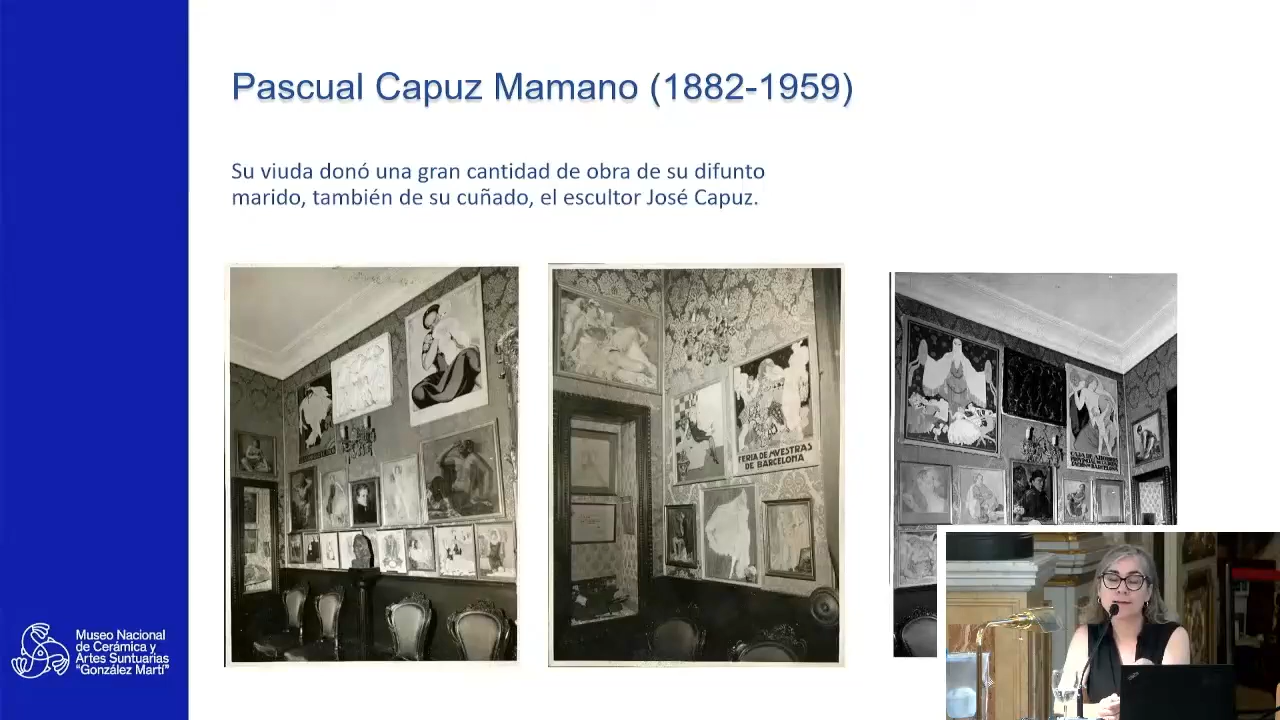 Pascual Capuz Mamano (1882-1959)
Su viuda donó una gran cantidad de obra de su difunto
marido, también de su cuñado, el escultor José Capuz.
FERIA DE MVESTRAS
DE BARCELONA
Museo Nacional
de Cerámica y
Artes Suntuarias
"González Martí"